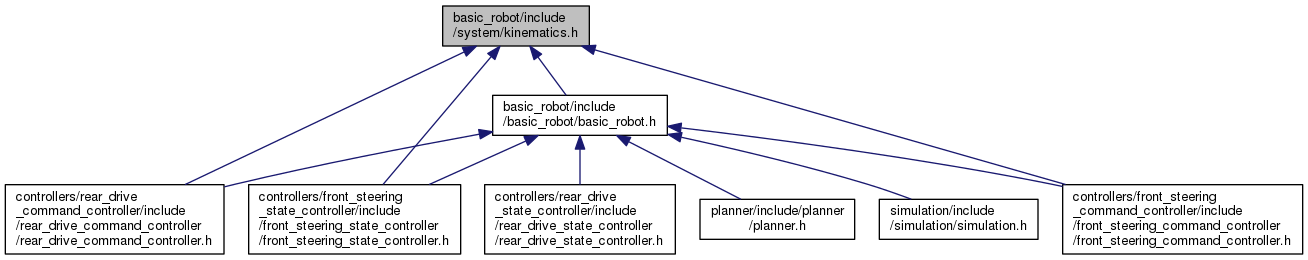 basic_robot/include
/system/kinematics.h
basic_robot/include
/basic_robot/basic_robot.h
controllers/rear_drive
_command_controller/include
/rear_drive_command_controller
/rear_drive_command_controller.h
controllers/front_steering
_state_controller/include
/front_steering_state_controller
/front_steering_state_controller.h
controllers/rear_drive
_state_controller/include
/rear_drive_state_controller
/rear_drive_state_controller.h
planner/include/planner
/planner.h
simulation/include
/simulation/simulation.h
controllers/front_steering
_command_controller/include
/front_steering_command_controller
/front_steering_command_controller.h